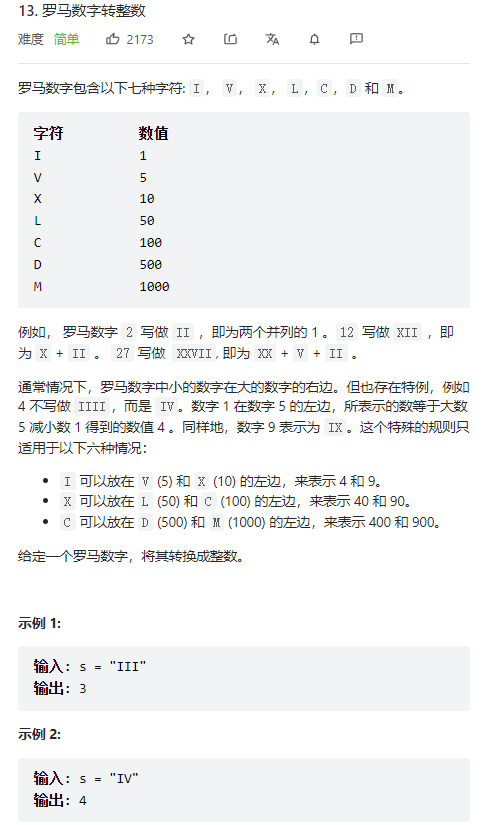 13. 罗马数字转整数
难度 简单 2173
罗马数字包含以下七种字符: I， V， X， L，C，D 和 M。
字符 数值
I 1
V 5
X 10
L 50
C 100
D 500
M 1000
例如， 罗马数字 2 写做 II ，即为两个并列的 1 。12 写做 XII ，即
为 X + II 。 27 写做 XXVII, 即为 XX + V + II 。
通常情况下，罗马数字中小的数字在大的数字的右边。但也存在特例，例如
4 不写做 IIII，而是 IV。数字 1 在数字 5 的左边，所表示的数等于大数
5 减小数 1 得到的数值 4 。同样地，数字 9 表示为 IX。这个特殊的规则只
适用于以下六种情况：
• I 可以放在 V (5) 和 X (10) 的左边，来表示 4 和 9。
• X 可以放在 L (50) 和 C (100) 的左边，来表示 40 和 90。
• C 可以放在 D (500) 和 M (1000) 的左边，来表示 400 和 900。
给定一个罗马数字，将其转换成整数。
示例 1:
输入: s = "III"
输出: 3
示例 2:
输入: s = "IV"
输出: 4